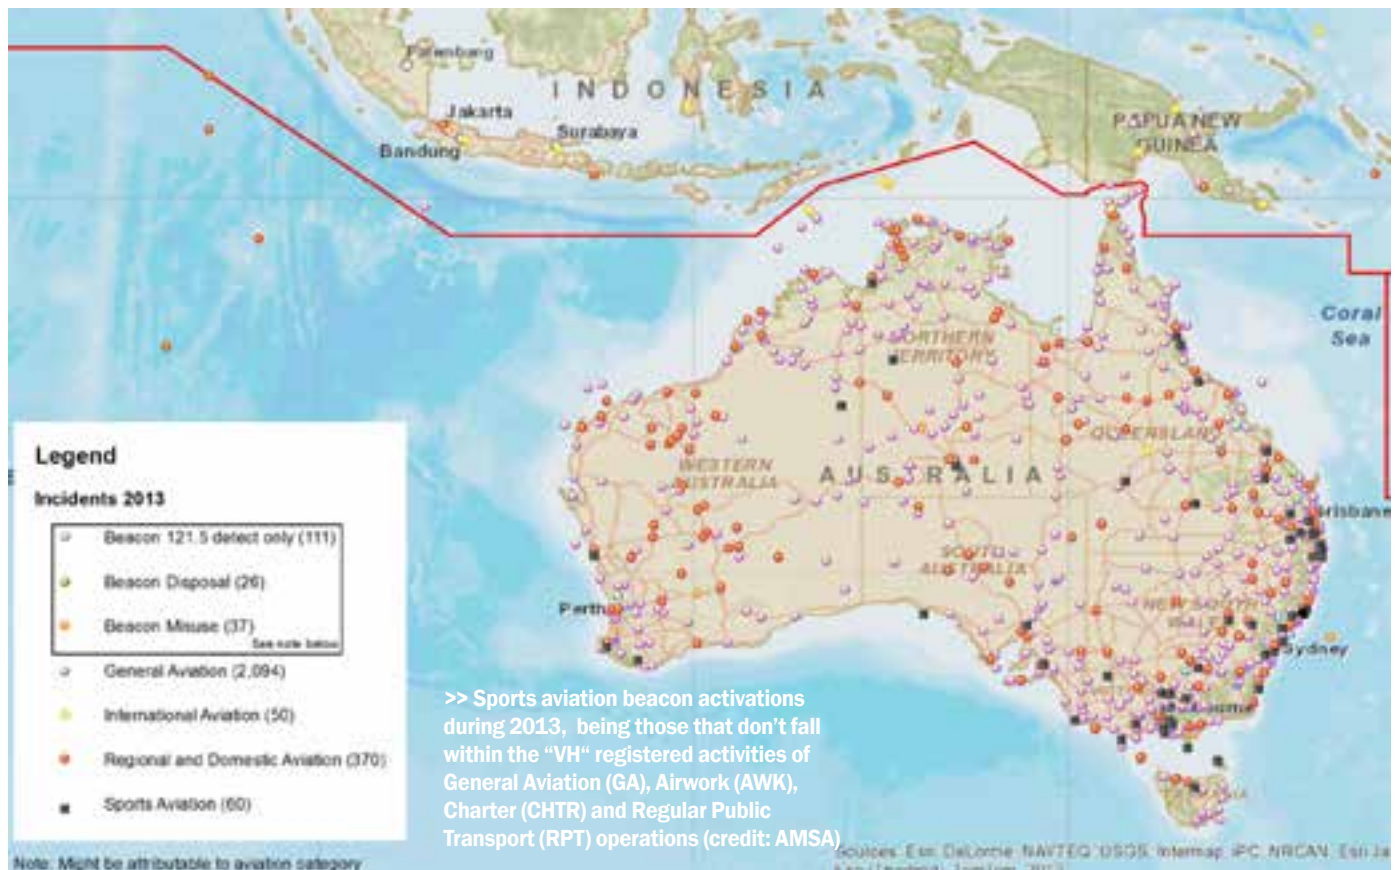 Palembang
Jakarta
Bandung
Surabaya
INDONESIA
PAPUA NEW
GUINEA
Coral
Sea
NORTHERN
TERRITORY
QUEENSLAND
WESTERN
AUSTRALIA
AUSTRALIA
SOUTH
AUSTRALIA
Brisbane
NEW SOUTH
WALES
Perth
Sydney
Legend
Incidents 2013
Beacon 121.5 detect only (111)
Beacon Disposal (26)
Beacon Misuse (37)
See note below
General Aviation (2,094)
International Aviation (50)
Regional and Domestic Aviation (370)
Sports Aviation (60)
Note: Might be attributable to aviation category
>> Sports aviation beacon activations
during 2013, being those that don't fall
within the "VH" registered activities of
General Aviation (GA), Airwork (AWK),
Charter (CHTR) and Regular Public
Transport (RPT) operations (credit: AMSA)
Sources: Esri, DeLorme, NAVTEQ, USGS, Intermap, iPC, NRCAN, Esri Ja